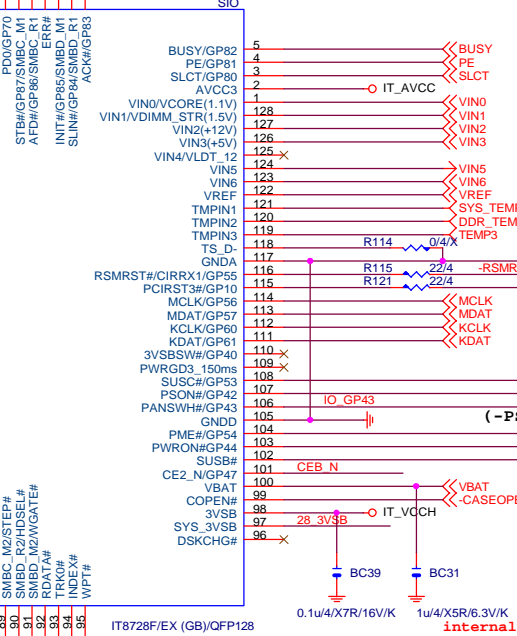 SIO
PD0/GP70
STB#/GP87/SMBC_M1
AFD#/GP86/SMBC_R1
ERR#
INIT#/GP85/SMBD_M1
SLIN#/GP84/SMBD_R1
ACK#/GP83
BUSY/GP82 5 BUSY
PE/GP81 4 PE
SLCT/GP80 3 SLCT
AVCC3 2 IT_AVCC
VIN0/VCORE(1.1V) 1 VIN0
VIN1/VDIMM_STR(1.5V) 128 VIN1
VIN2(+12V) 127 VIN2
VIN3(+5V) 126 VIN3
VIN4/VLDT_12 125
VIN5 124 VIN5
VIN6 123 VIN6
VREF 122 VREF
TMPIN1 121 SYS_TEM
TMPIN2 120 DDR_TEM
TMPIN3 119 TEMP3
TS_D- 118 R114 0/4/X
GNDA 117
RSMRST#/CIRRX1/GP55 116 R115 22/4 -RSMR
PCIRST3#/GP10 115 R121 22/4
MCLK/GP56 114 MCLK
MDAT/GP57 113 MDAT
KCLK/GP60 112 KCLK
KDAT/GP61 111 KDAT
3VSBSW#/GP40 110
PWRGD3_150ms 109
SUSC#/GP53 108
PSON#/GP42 107
PANSWH#/GP43 106 IO_GP43
GNDD 105 (-PS
PME#/GP54 104
PWRON#/GP44 103
SUSB# 102
CE2_N/GP47 101 CEB_N
VBAT 100 VBAT
COPEN# 99 -CASEOPE
3VSB 98 IT_VCCH
SYS_3VSB 97 28_3VSB
DSKCHG# 96
SMBC_M2/STEP# 89
SMBD_R2/HDSEL# 90
SMBD_M2/WGATE# 91
RDATA# 92
TRK0# 93
INDEX# 94
WPT# 95
BC39
BC31
0.1u/4/X7R/16V/K
1u/4/X5R/6.3V/K
IT8728F/EX (GB)/QFP128
internal